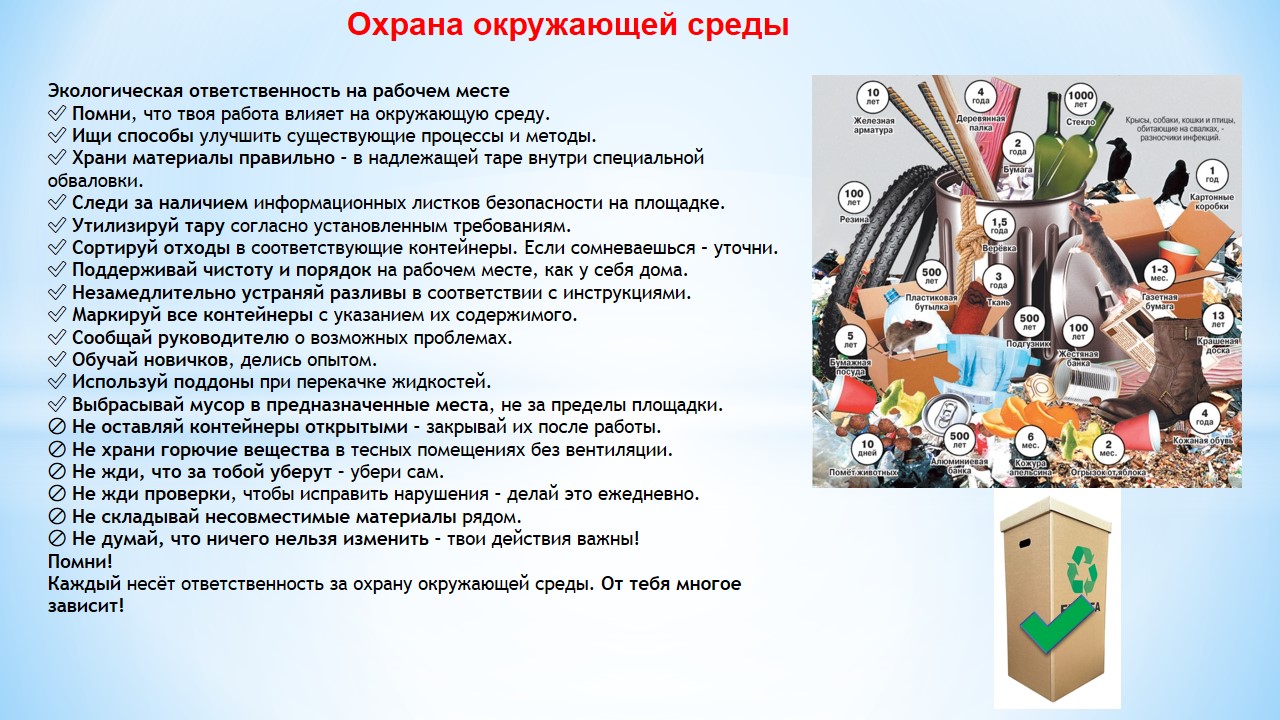 Охрана окружающей среды
Экологическая ответственность на рабочем месте
✅ Помни, что твоя работа влияет на окружающую среду.
✅ Ищи способы улучшить существующие процессы и методы.
✅ Храни материалы правильно – в надлежащей таре внутри специальной
обваловки.
✅ Следи за наличием информационных листков безопасности на площадке.
✅ Утилизируй тару согласно установленным требованиям.
✅ Сортируй отходы в соответствующие контейнеры. Если сомневаешься – уточни.
✅ Поддерживай чистоту и порядок на рабочем месте, как у себя дома.
✅ Незамедлительно устраняй разливы в соответствии с инструкциями.
✅ Маркируй все контейнеры с указанием их содержимого.
✅ Сообщай руководителю о возможных проблемах.
✅ Обучай новичков, делись опытом.
✅ Используй поддоны при перекачке жидкостей.
✅ Выбрасывай мусор в предназначенные места, не за пределы площадки.
🚫 Не оставляй контейнеры открытыми – закрывай их после работы.
🚫 Не храни горючие вещества в тесных помещениях без вентиляции.
🚫 Не жди, что за тобой уберут – убери сам.
🚫 Не жди проверки, чтобы исправить нарушения – делай это ежедневно.
🚫 Не складывай несовместимые материалы рядом.
🚫 Не думай, что ничего нельзя изменить – твои действия важны!
Помни!
Каждый несёт ответственность за охрану окружающей среды. От тебя многое
зависит!
10
лет
Железная
арматура
4
года
Деревянная
палка
1000
лет
Стекло
Крысы, собаки, кошки и птицы,
обитающие на свалках, -
разносчики инфекций.
2
года
Бумага
1
год
Картонные
коробки
100
лет
Резина
1,5
года
Верёвка
500
лет
Пластиковая
бутылка
3
года
Ткань
1-3
мес.
Газетная
бумага
500
лет
Подгузник
100
лет
Жестяная
банка
13
лет
Крашеная
доска
5
лет
Бумажная
посуда
4
года
Кожаная обувь
10
дней
Помёт животных
500
лет
Алюминиевая
банка
6
мес.
Кожура
апельсина
2
мес.
Огрызок от яблока